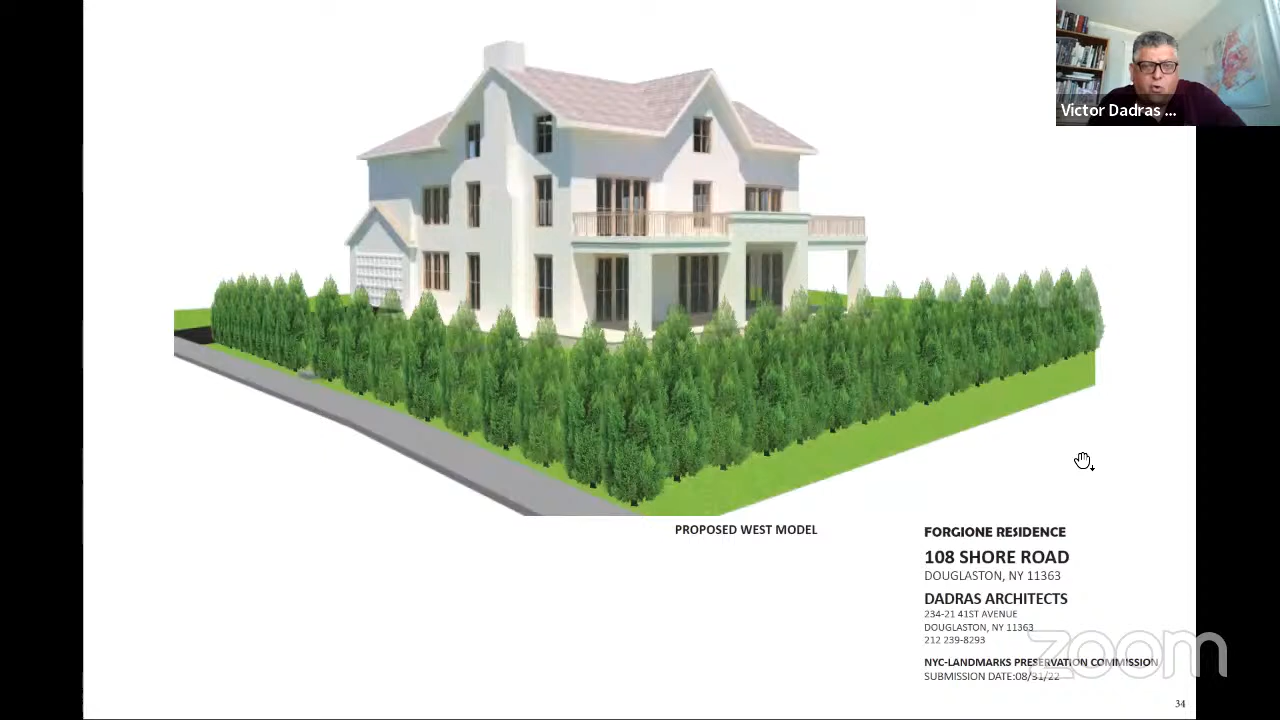 Victor Dadras ...
PROPOSED WEST MODEL
FORGIONE RESIDENCE
108 SHORE ROAD
DOUGLASTON, NY 11363
DADRAS ARCHITECTS
234-21 41ST AVENUE
DOUGLASTON, NY 11363
212 239-8293
NYC-LANDMARKS PRESERVATION COMMISSION
SUBMISSION DATE:08/31/22
zoom
34